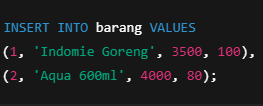 INSERT INTO barang VALUES
(1, 'Indomie Goreng', 3500, 100),
(2, 'Aqua 600ml', 4000, 80);